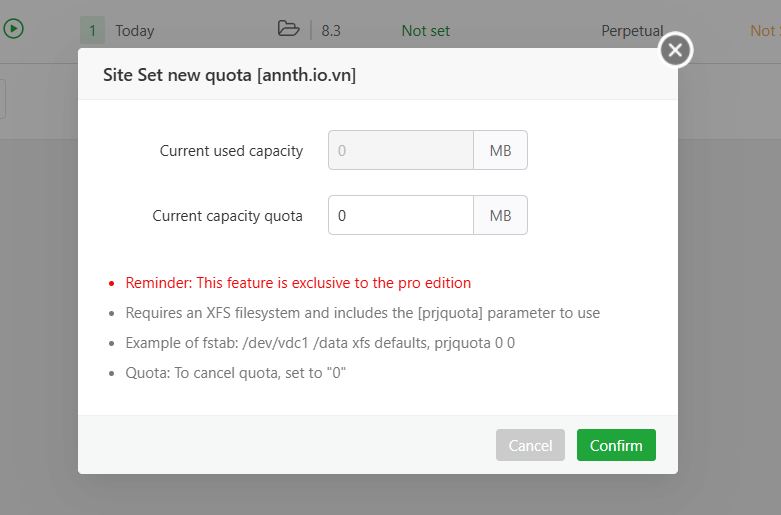 1 Today 8.3 Not set Perpetual Not
Site Set new quota [annth.io.vn]
Current used capacity 0 MB
Current capacity quota 0 MB
Reminder: This feature is exclusive to the pro edition
Requires an XFS filesystem and includes the [prjquota] parameter to use
Example of fstab: /dev/vdc1 /data xfs defaults, prjquota 0 0
Quota: To cancel quota, set to "0"
Cancel Confirm